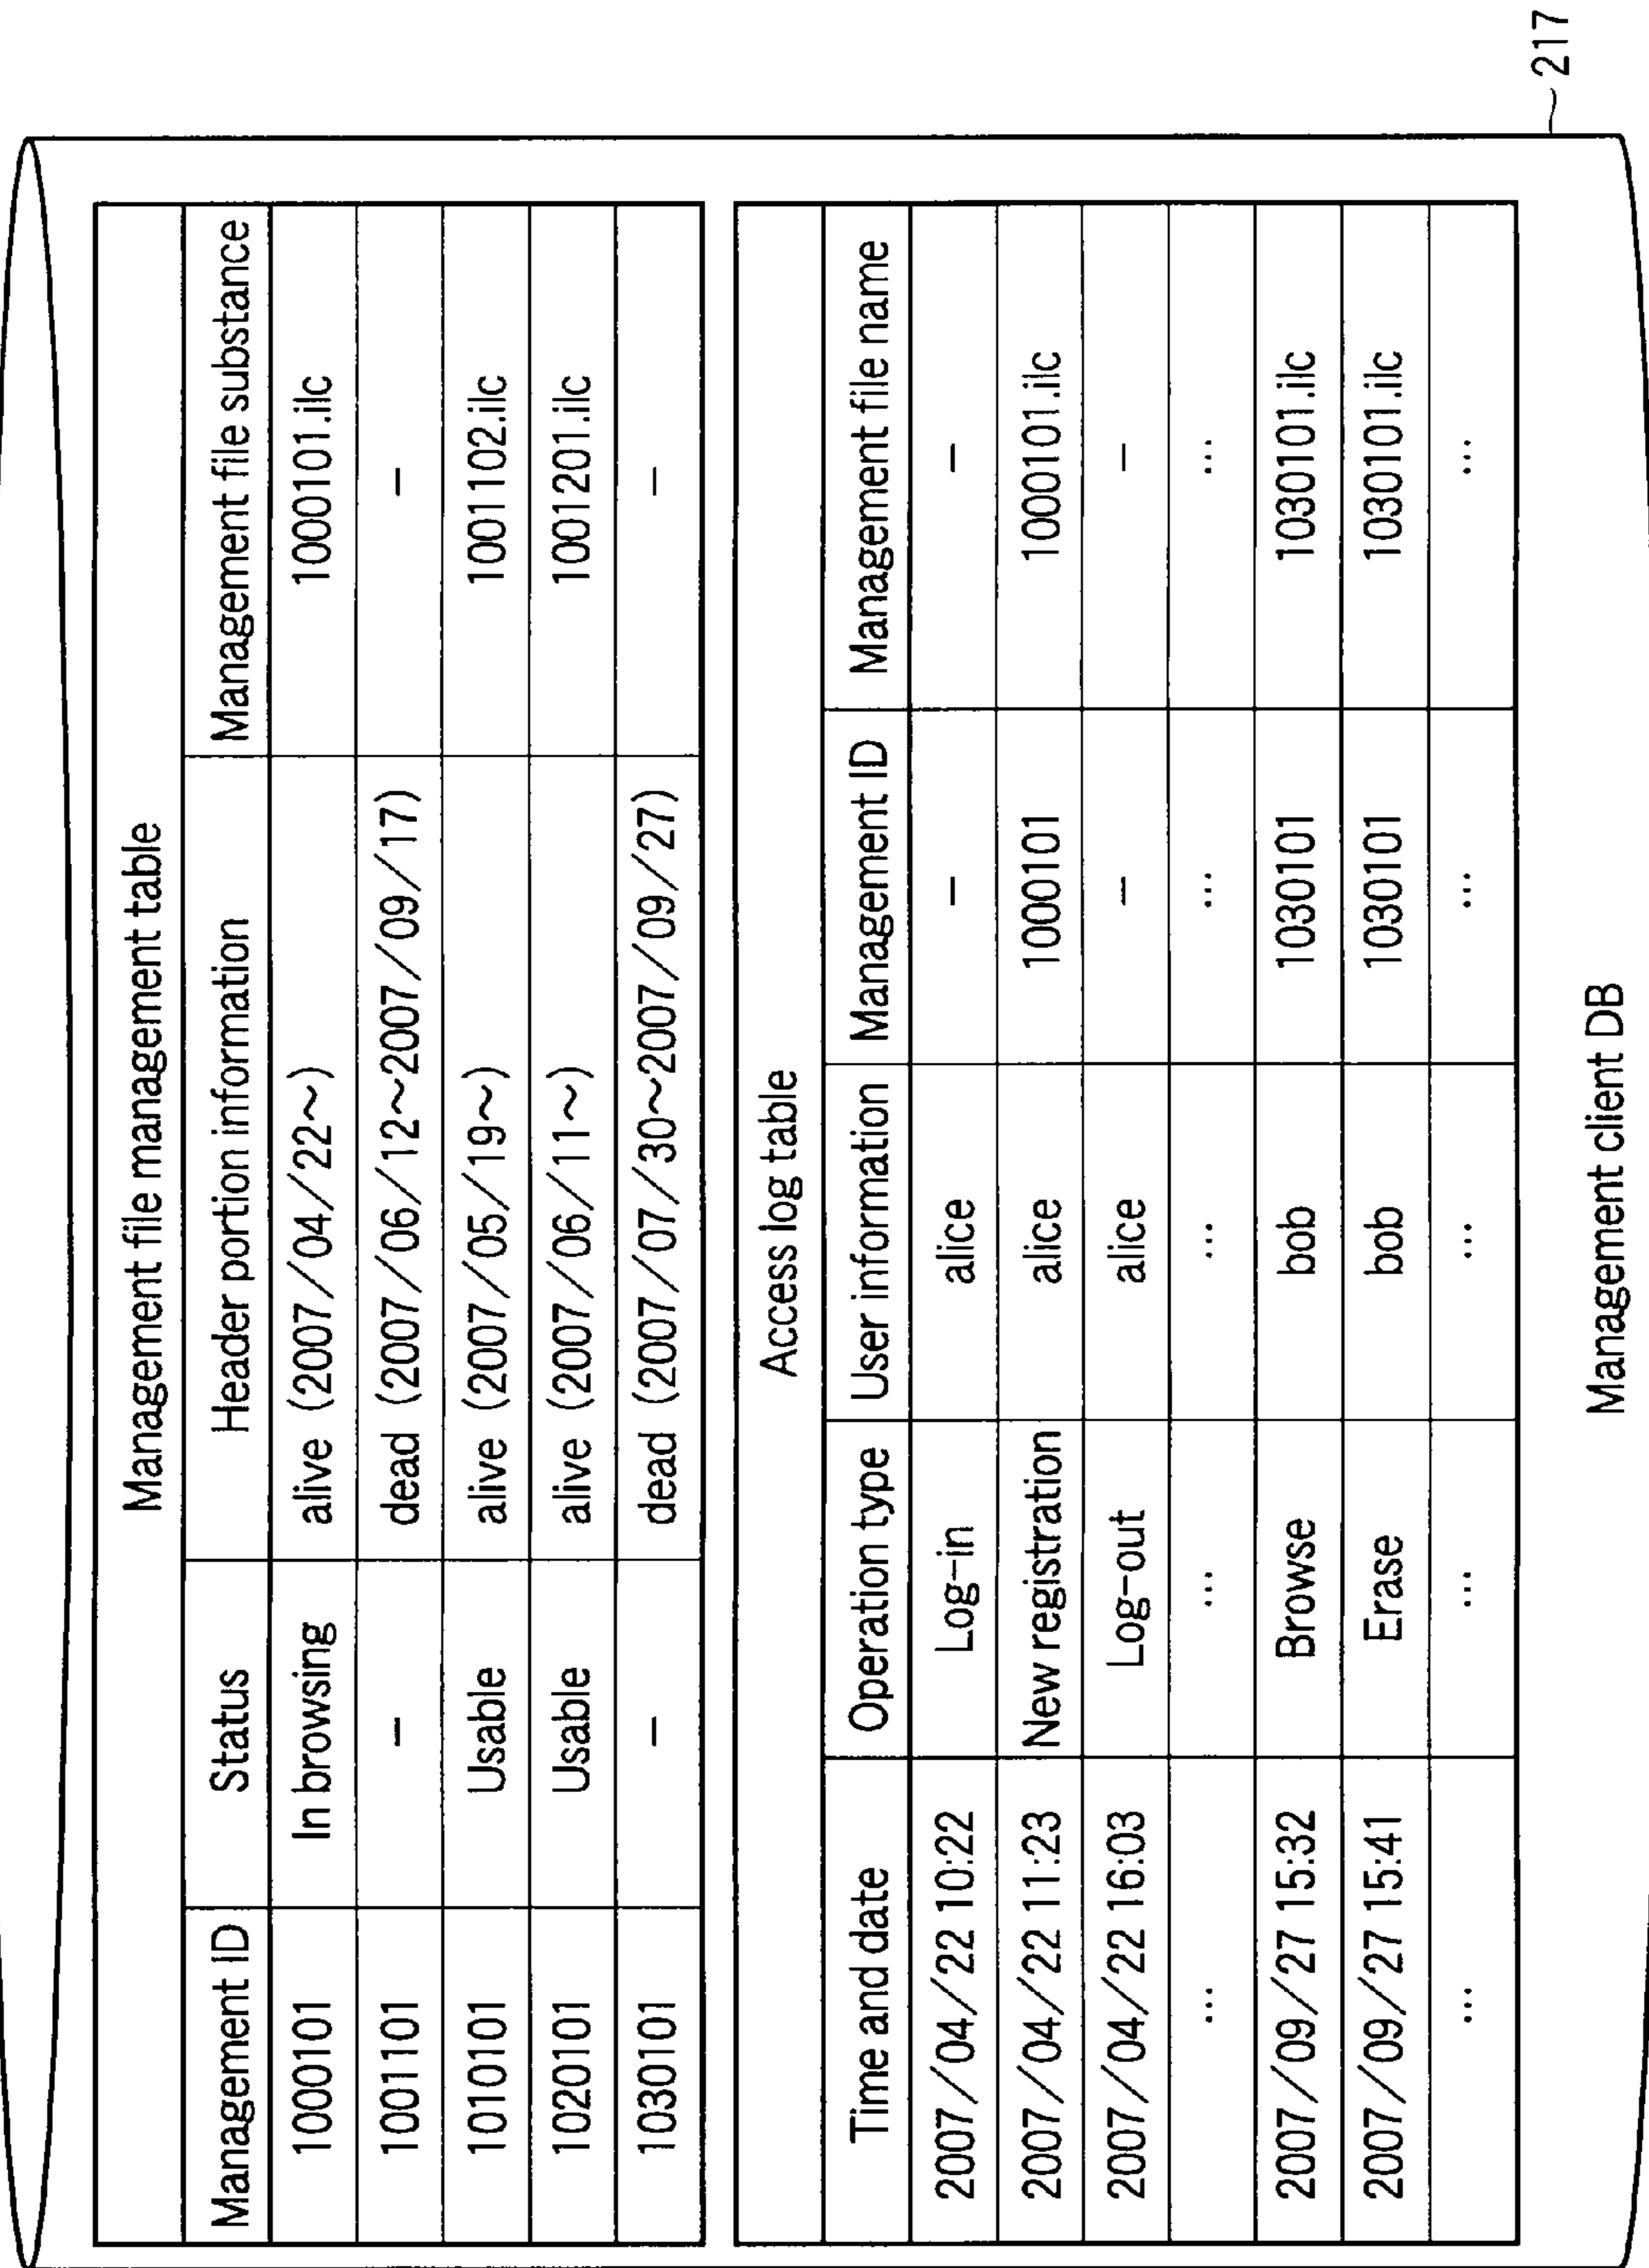 Management file management table
Management ID Status Header portion information Management file substance
1000101 In browsing alive (2007/04/22~) 1000101.ilc
1001101 – dead (2007/06/12~2007/09/17) –
1010101 Usable alive (2007/05/19~) 1001102.ilc
1020101 Usable alive (2007/06/11~) 1001201.ilc
1030101 – dead (2007/07/30~2007/09/27) –
Access log table
Time and date Operation type User information Management ID Management file name
2007/04/22 10:22 Log-in alice – –
2007/04/22 11:23 New registration alice 1000101 1000101.ilc
2007/04/22 16:03 Log-out alice – –
... ... ... ... ...
2007/09/27 15:32 Browse bob 1030101 1030101.ilc
2007/09/27 15:41 Erase bob 1030101 1030101.ilc
... ... ... ... ...
217
Management client DB